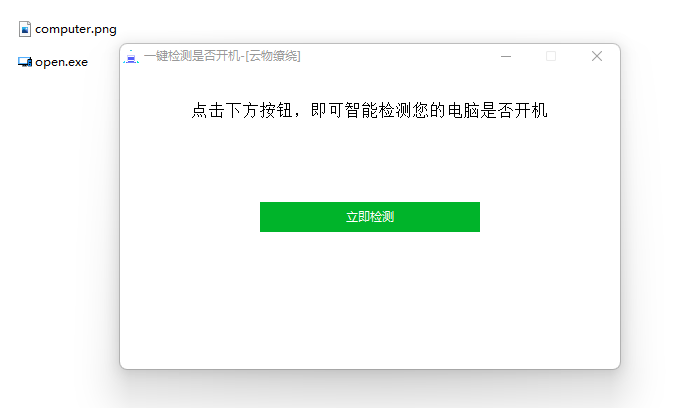 computer.png
open.exe
一键检测是否开机-[云物缭绕]
点击下方按钮，即可智能检测您的电脑是否开机
立即检测